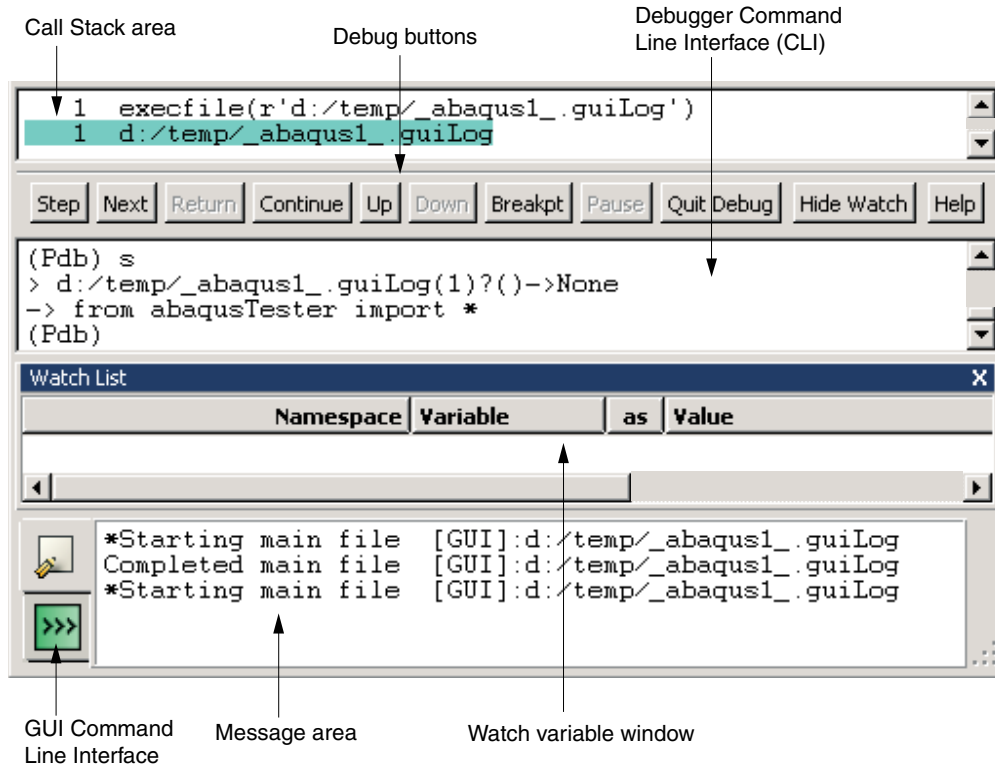 Call Stack area
Debug buttons
Debugger Command
Line Interface (CLI)
1 execfile(r'd:/temp/_abaqus1_.guiLog')
1 d:/temp/_abaqus1_.guiLog
Step Next Return Continue Up Down Breakpt Pause Quit Debug Hide Watch Help
(Pdb) s
> d:/temp/_abaqus1_.guiLog(1)?()->None
-> from abaqusTester import *
(Pdb)
Watch List X
Namespace Variable as Value
*Starting main file [GUI]:d:/temp/_abaqus1_.guiLog
Completed main file [GUI]:d:/temp/_abaqus1_.guiLog
*Starting main file [GUI]:d:/temp/_abaqus1_.guiLog
>>>
GUI Command
Line Interface
Message area
Watch variable window